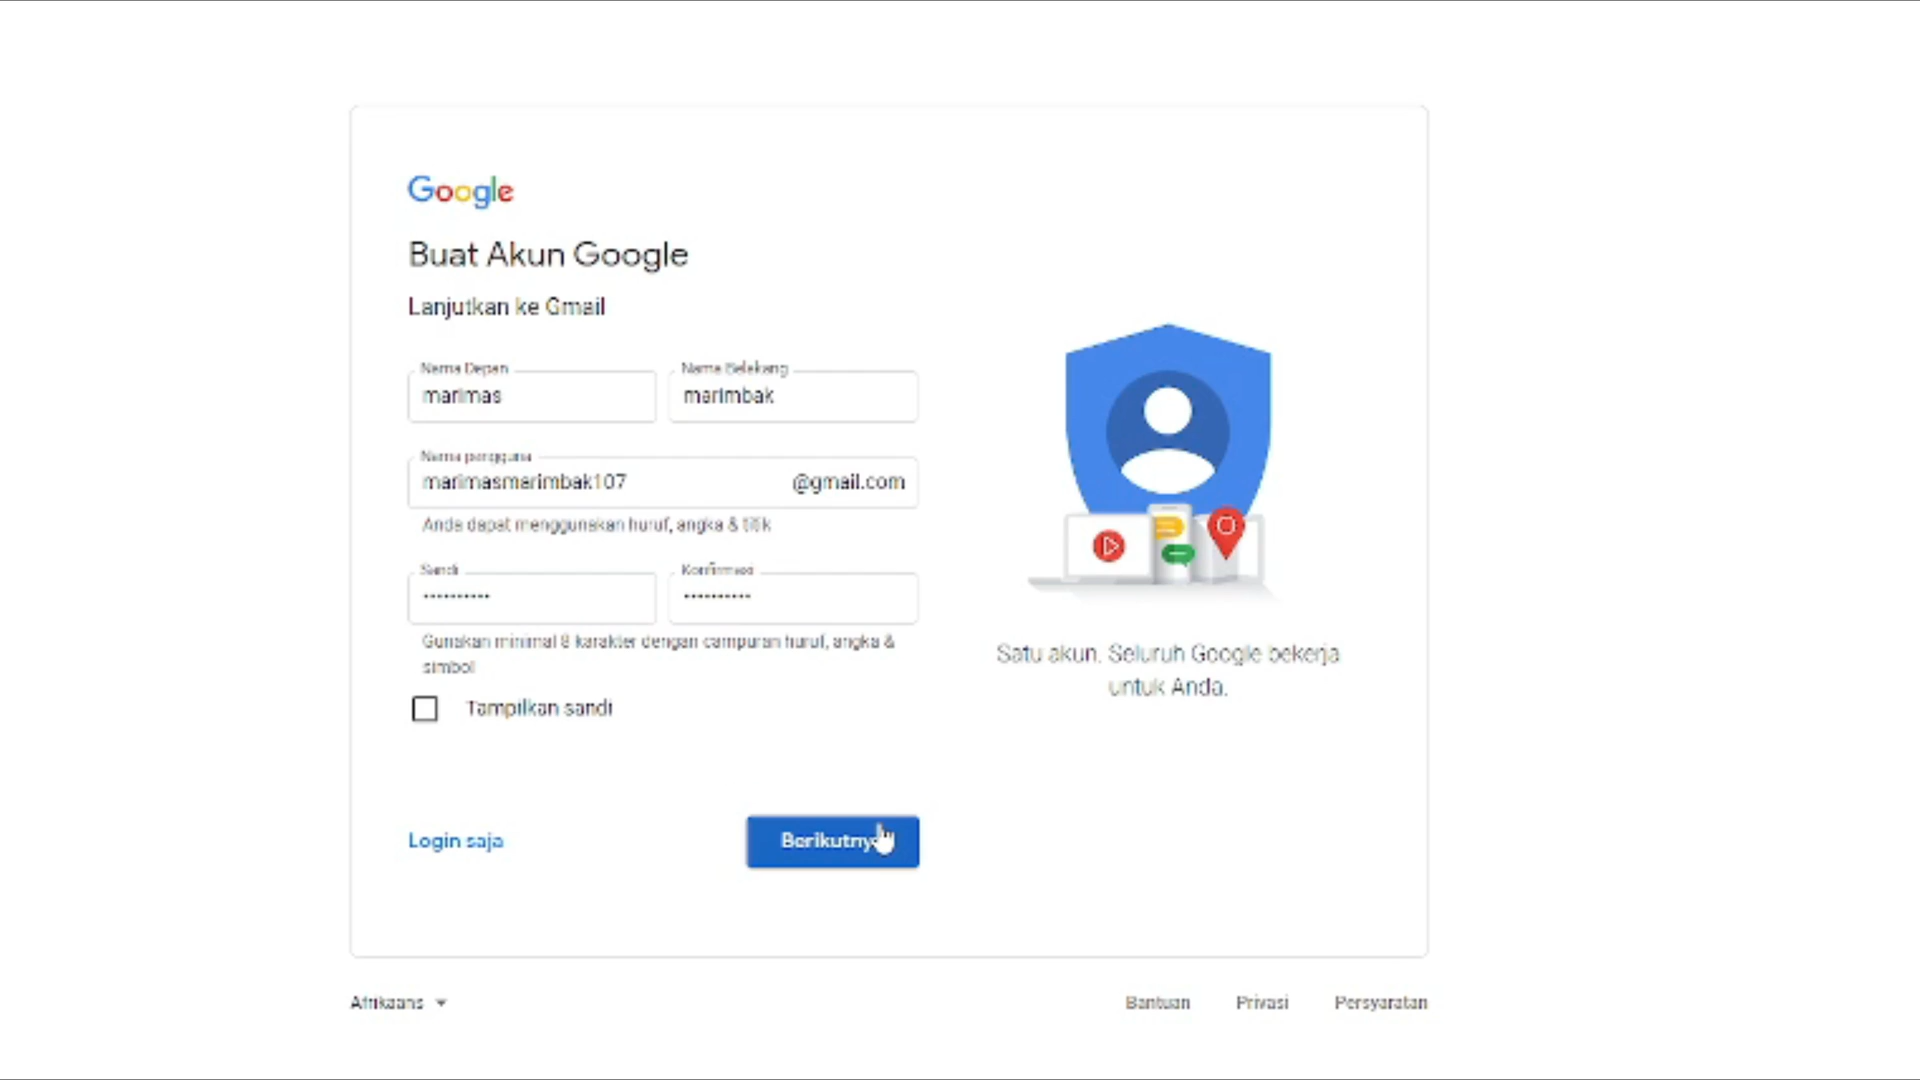 Google
Buat Akun Google
Lanjutkan ke Gmail
Nama Depan
Nama Belakang
marimas
marimbak
Nama pengguna
marimasmarimbak107
@gmail.com
Anda dapat menggunakan huruf, angka & titik
Sandi
Konfirmasi
••••••••••
••••••••••
Gunakan minimal 8 karakter dengan campuran huruf, angka &
simbol
Tampilkan sandi
Satu akun. Seluruh Google bekerja
untuk Anda.
Login saja
Berikutny
Afrikaans
Bantuan
Privasi
Persyaratan